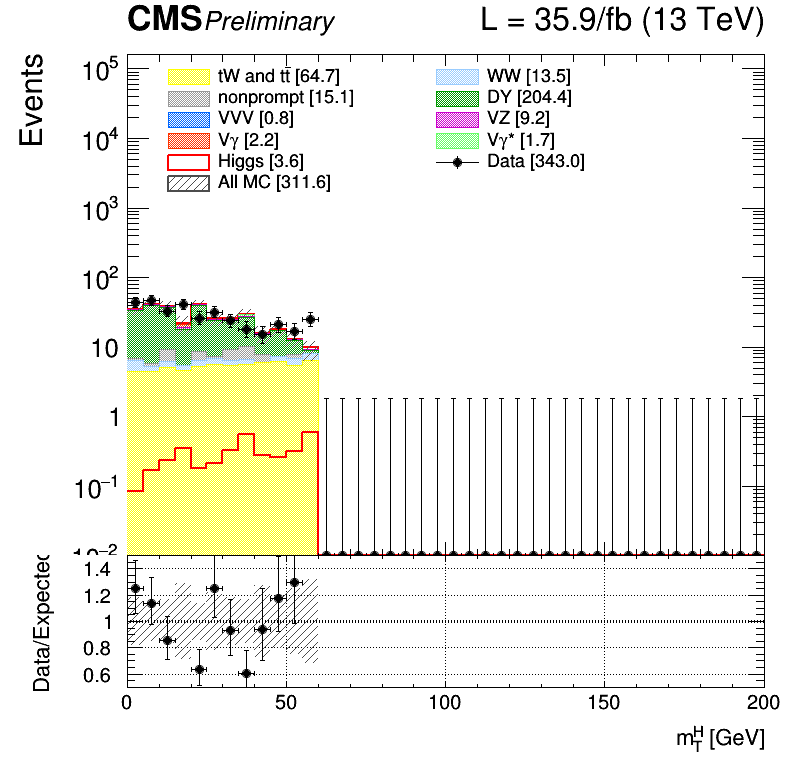 CMS Preliminary L = 35.9/fb (13 TeV)
Events
10⁵
10⁴
10³
10²
10
1
10⁻¹
10⁻²
tW and tt̄ [64.7]
WW [13.5]
nonprompt [15.1]
DY [204.4]
VVV [0.8]
VZ [9.2]
Vγ [2.2]
Vγ* [1.7]
Higgs [3.6]
Data [343.0]
All MC [311.6]
Data/Expected
1.4
1.2
1
0.8
0.6
0 50 100 150 200
m_T^H [GeV]